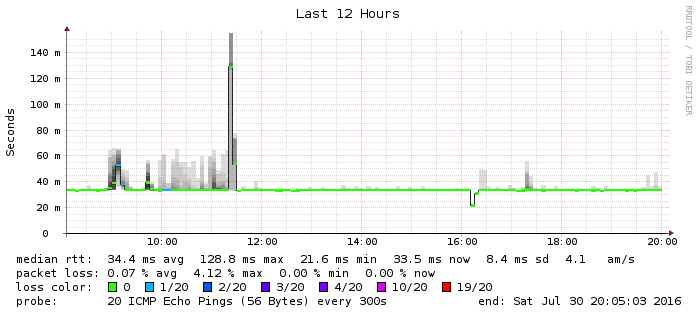 Last 12 Hours
RRDTOOL / TOBI OETIKER
Seconds
140 m
120 m
100 m
80 m
60 m
40 m
20 m
0
10:00 12:00 14:00 16:00 18:00 20:00
median rtt: 34.4 ms avg 128.8 ms max 21.6 ms min 33.5 ms now 8.4 ms sd 4.1 am/s
packet loss: 0.07 % avg 4.12 % max 0.00 % min 0.00 % now
loss color: 0 1/20 2/20 3/20 4/20 10/20 19/20
probe: 20 ICMP Echo Pings (56 Bytes) every 300s end: Sat Jul 30 20:05:03 2016